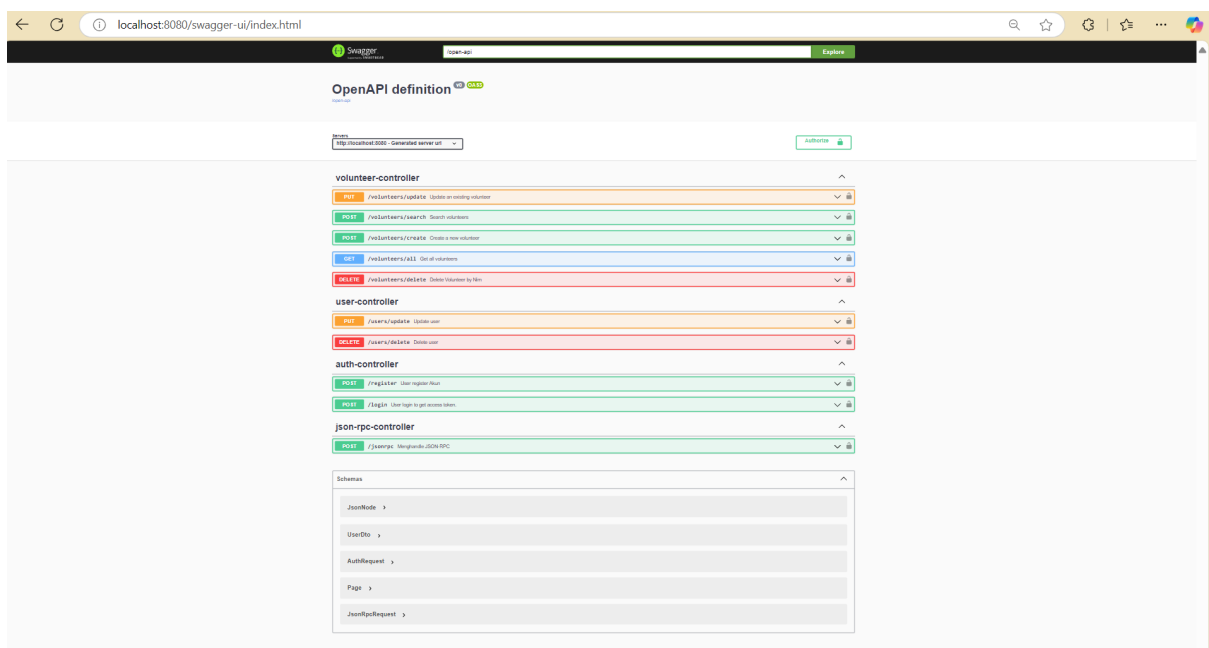 localhost:8080/swagger-ui/index.html
Swagger
/open-api
Explore
OpenAPI definition v0 OAS3
/open-api
Servers
http://localhost:8080 - Generated server url
Authorize
volunteer-controller
PUT /volunteers/update Update an existing volunteer
POST /volunteers/search Search volunteers
POST /volunteers/create Create a new volunteer
GET /volunteers/all Get all volunteers
DELETE /volunteers/delete Delete Volunteer by Nim
user-controller
PUT /users/update Update user
DELETE /users/delete Delete user
auth-controller
POST /register User register Akun
POST /login User login to get access token
json-rpc-controller
POST /jsonrpc Menghandle JSON-RPC
Schemas
JsonNode
UserDto
AuthRequest
Page
JsonRpcRequest